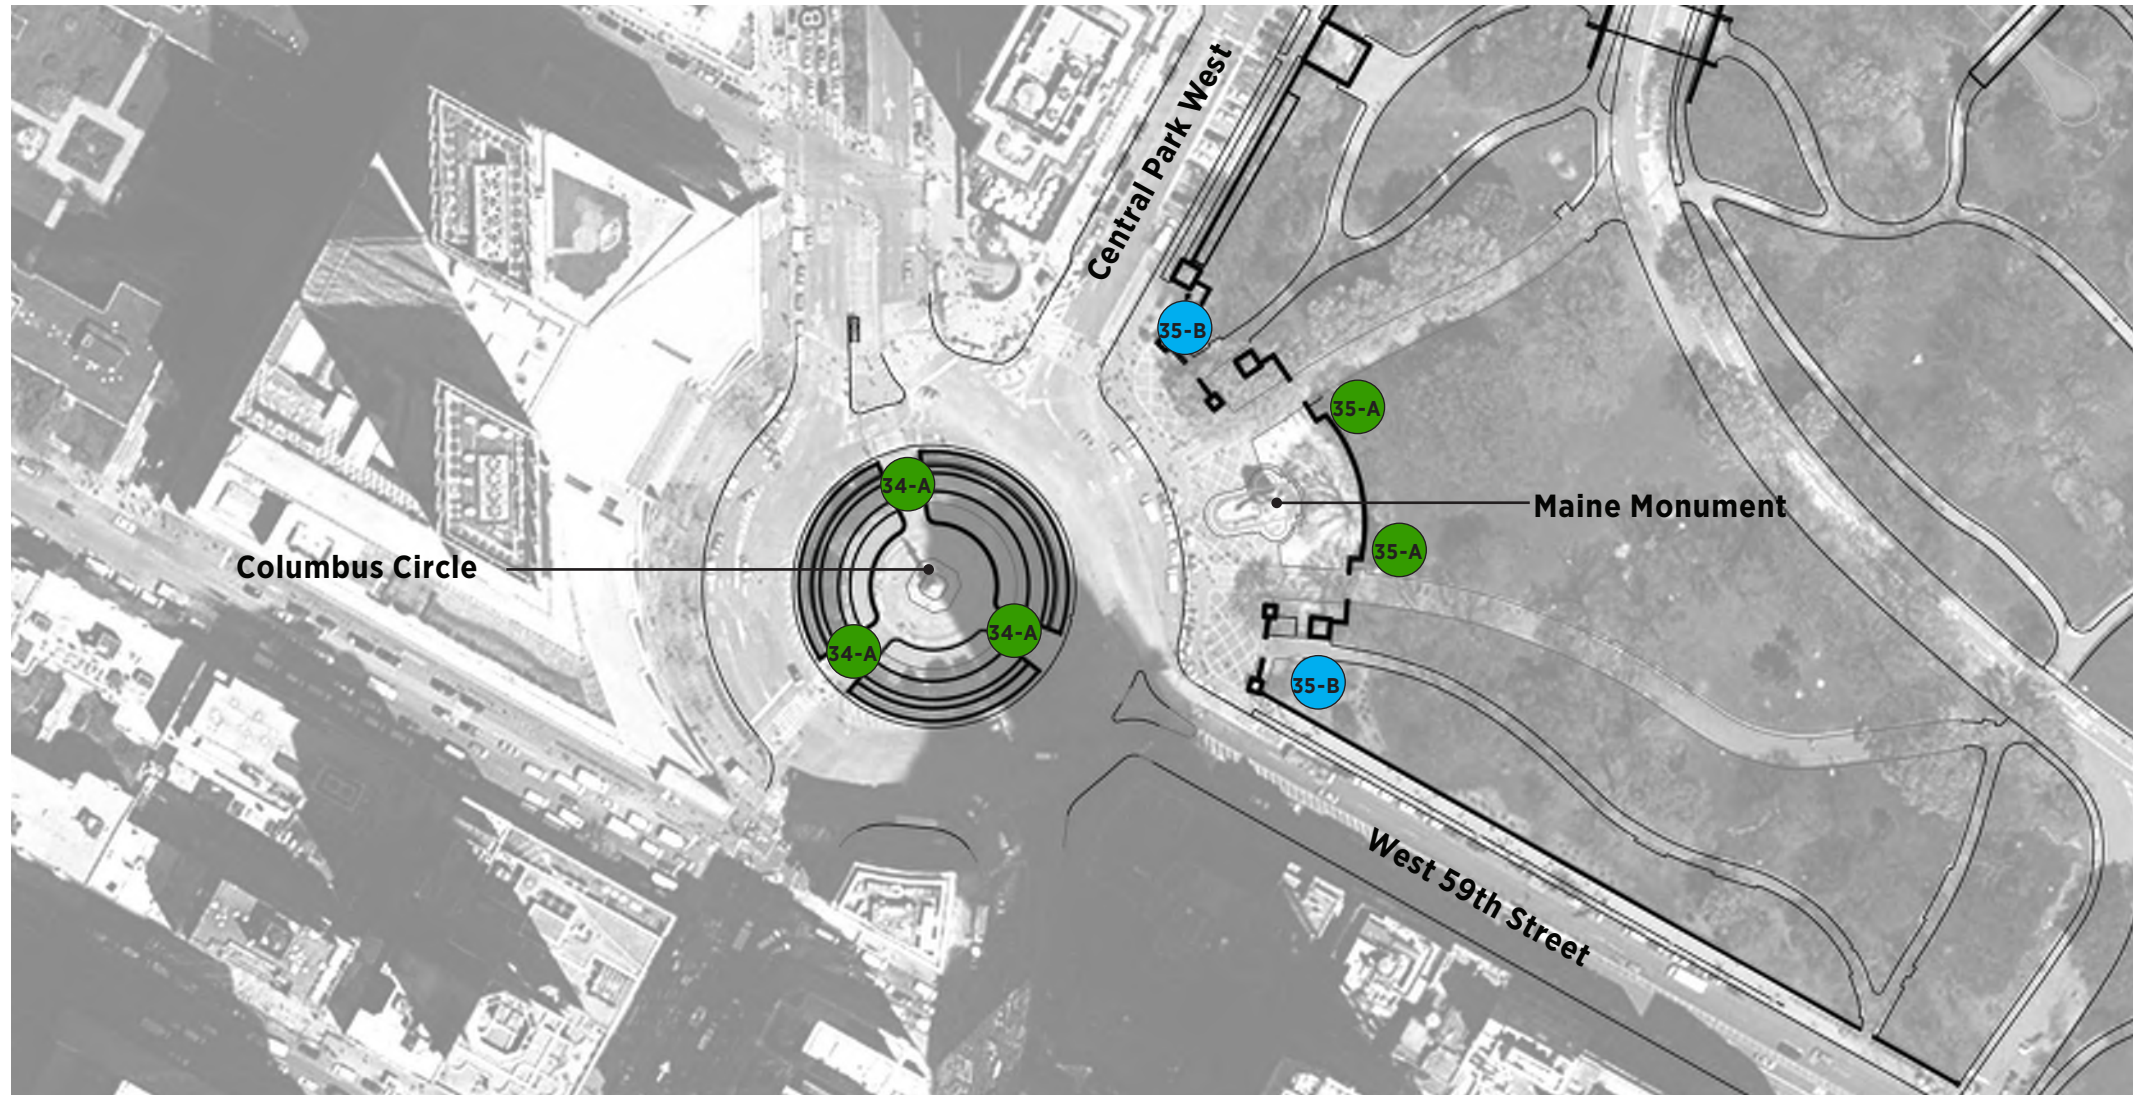 Central Park West
35-B
35-A
34-A
Maine Monument
35-A
Columbus Circle
34-A
34-A
35-B
West 59th Street